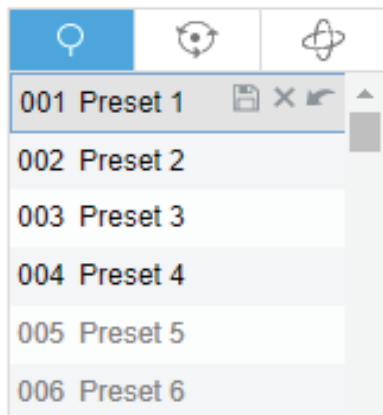 001 Preset 1
002 Preset 2
003 Preset 3
004 Preset 4
005 Preset 5
006 Preset 6